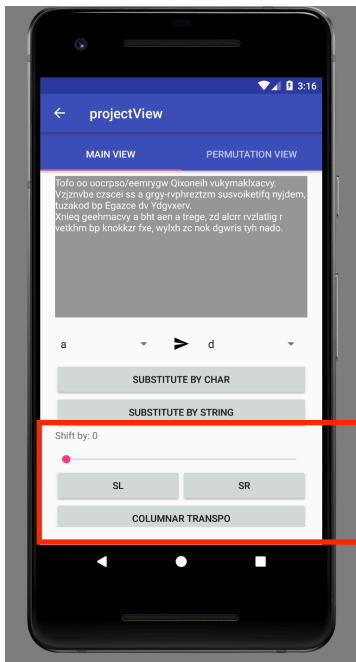 3:16
projectView
MAIN VIEW
PERMUTATION VIEW
Tofo oo uocrpso/eemrygw Qixoneih vukymaklxacvy.
Vzjznvbe czscei ss a grgy-rvphreztzm susvoiketifq nyjdem,
tuzakod bp Egazce dv Ydgvxerv.
Xnieq geehmacvy a bht aen a trege, zd alcrr rvzlatlig r
vetkhm bp knokkzr fxe, wylxh zc nok dgwris tyh nado.
a
d
SUBSTITUTE BY CHAR
SUBSTITUTE BY STRING
Shift by: 0
SL
SR
COLUMNAR TRANSPO